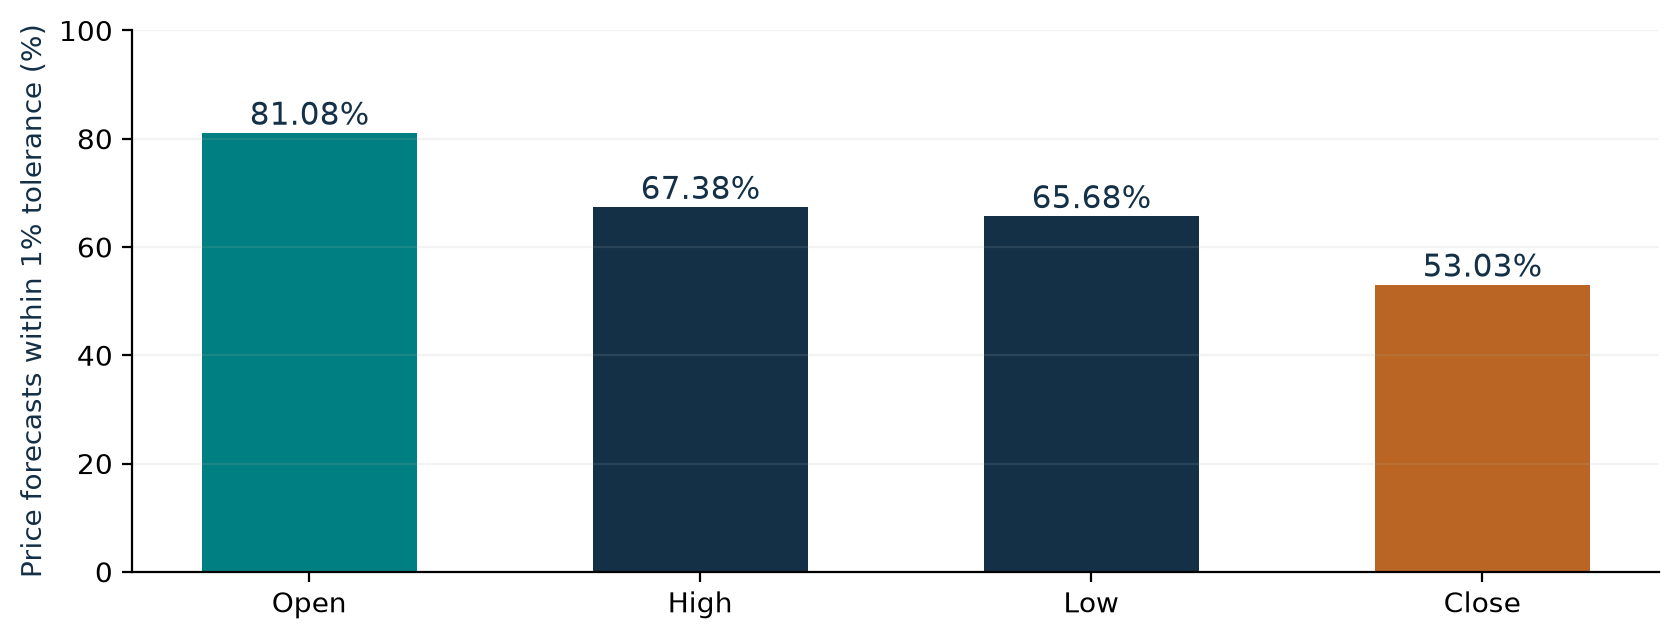 Price forecasts within 1% tolerance (%)
100
80
60
40
20
0
81.08%
67.38%
65.68%
53.03%
Open
High
Low
Close